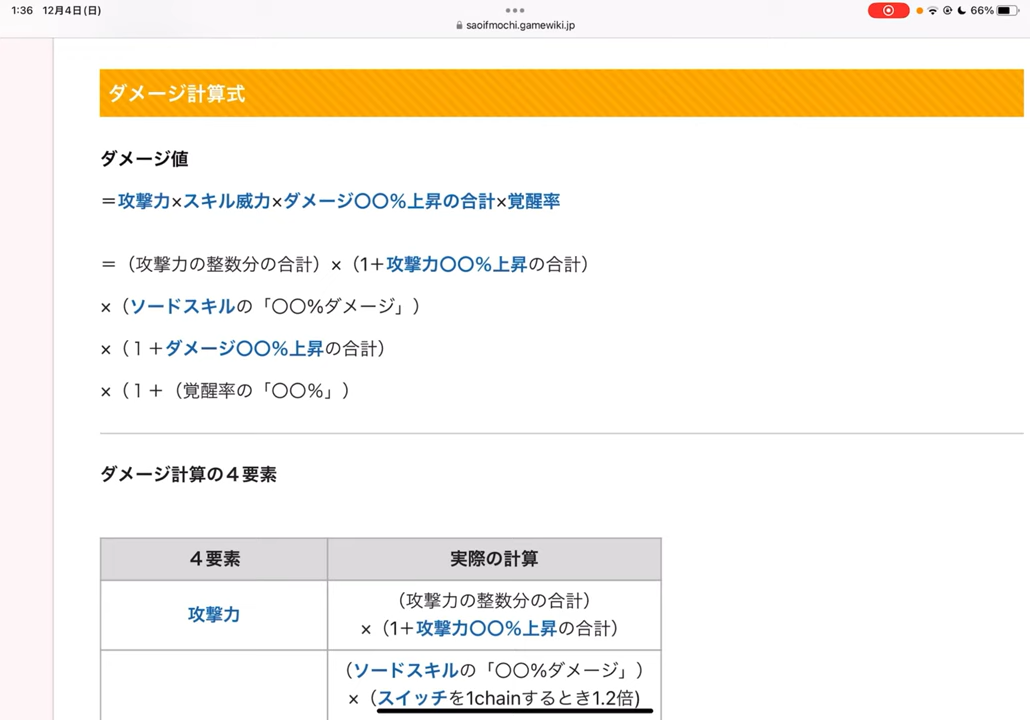 1:36 12月4日(日)
66%
saoifmochi.gamewiki.jp
ダメージ計算式
ダメージ値
＝攻撃力×スキル威力×ダメージ〇〇%上昇の合計×覚醒率
＝（攻撃力の整数分の合計）×（1+攻撃力〇〇%上昇の合計）
×（ソードスキルの「〇〇%ダメージ」）
×（１＋ダメージ〇〇%上昇の合計）
×（１＋（覚醒率の「〇〇%」）
ダメージ計算の４要素
４要素
実際の計算
攻撃力
（攻撃力の整数分の合計）
×（1+攻撃力〇〇%上昇の合計）
（ソードスキルの「〇〇%ダメージ」）
×（スイッチを1chainするとき1.2倍)